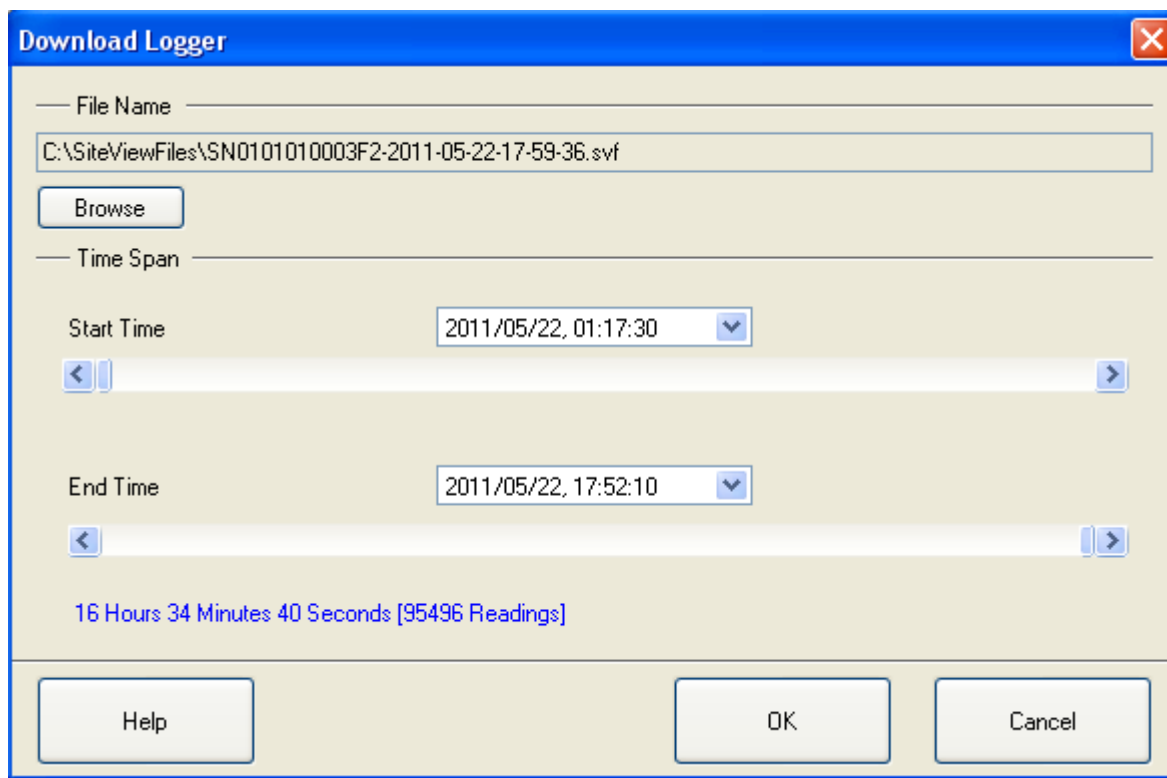 Download Logger
File Name
C:\SiteViewFiles\SN0101010003F2-2011-05-22-17-59-36.svf
Browse
Time Span
Start Time 2011/05/22, 01:17:30
End Time 2011/05/22, 17:52:10
16 Hours 34 Minutes 40 Seconds [95496 Readings]
Help OK Cancel